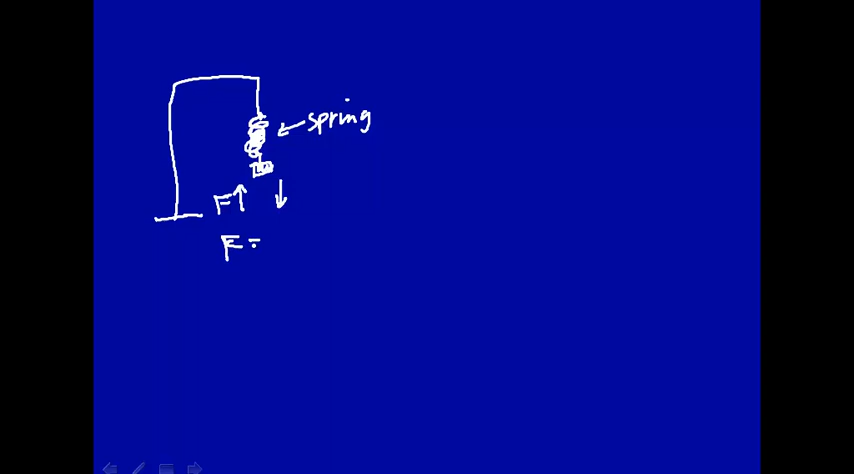 spring
F↑ ↓
F=